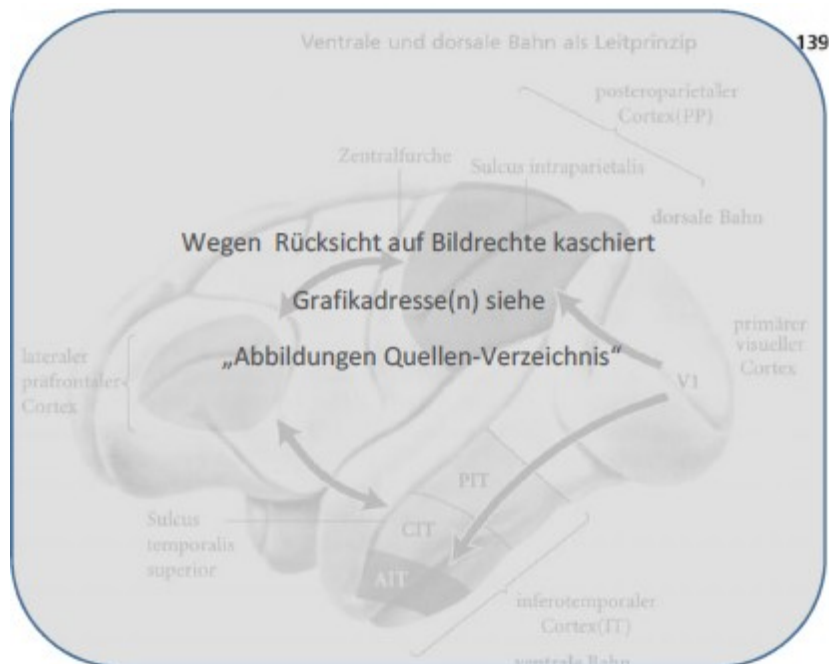 Ventrale und dorsale Bahn als Leitprinzip 139
posteroparietaler
Cortex(PP)
Zentralfurche
Sulcus intraparietalis
dorsale Bahn
Wegen Rücksicht auf Bildrechte kaschiert
Grafikadresse(n) siehe
„Abbildungen Quellen-Verzeichnis“
lateraler
präfrontaler
Cortex
primärer
visueller
Cortex
V1
PIT
CIT
AIT
Sulcus
temporalis
superior
inferotemporaler
Cortex(IT)
ventrale Bahn